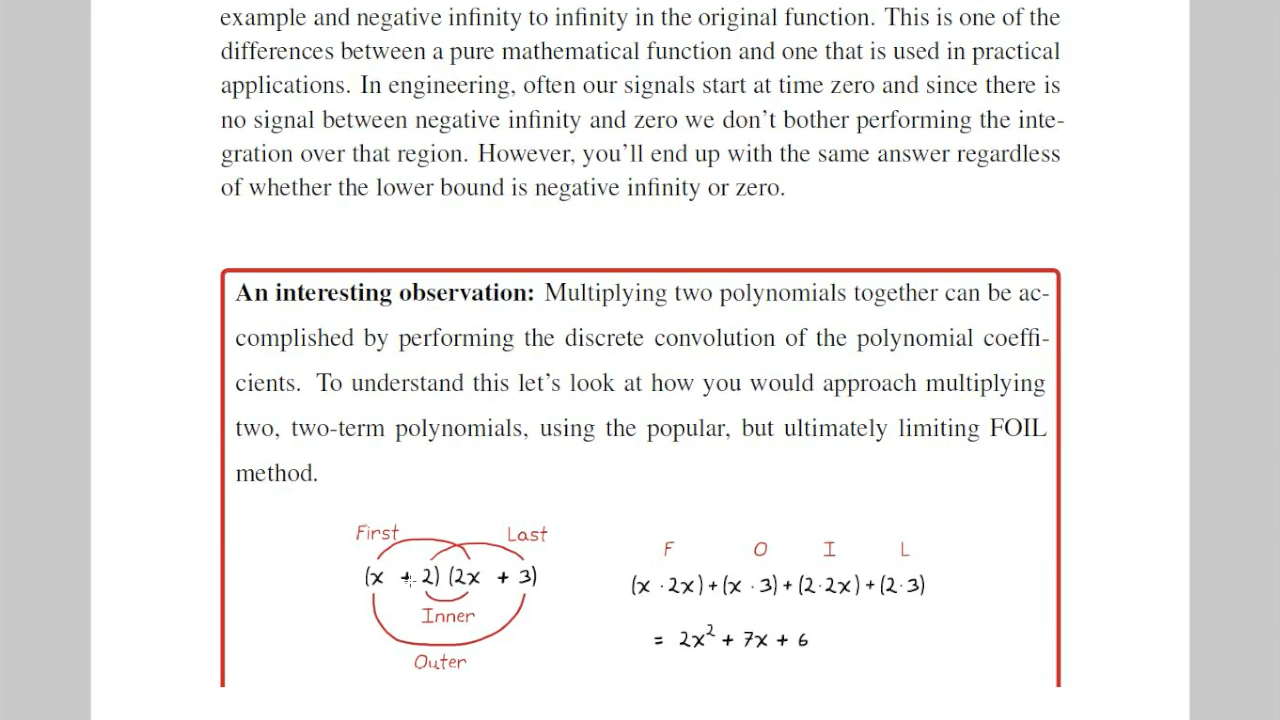 example and negative infinity to infinity in the original function. This is one of the
differences between a pure mathematical function and one that is used in practical
applications. In engineering, often our signals start at time zero and since there is
no signal between negative infinity and zero we don't bother performing the inte-
gration over that region. However, you'll end up with the same answer regardless
of whether the lower bound is negative infinity or zero.
An interesting observation: Multiplying two polynomials together can be ac-
complished by performing the discrete convolution of the polynomial coeffi-
cients. To understand this let's look at how you would approach multiplying
two, two-term polynomials, using the popular, but ultimately limiting FOIL
method.
First Last
(x + 2) (2x + 3)
Inner
Outer
F O I L
(x · 2x) + (x · 3) + (2 · 2x) + (2 · 3)
= 2x² + 7x + 6